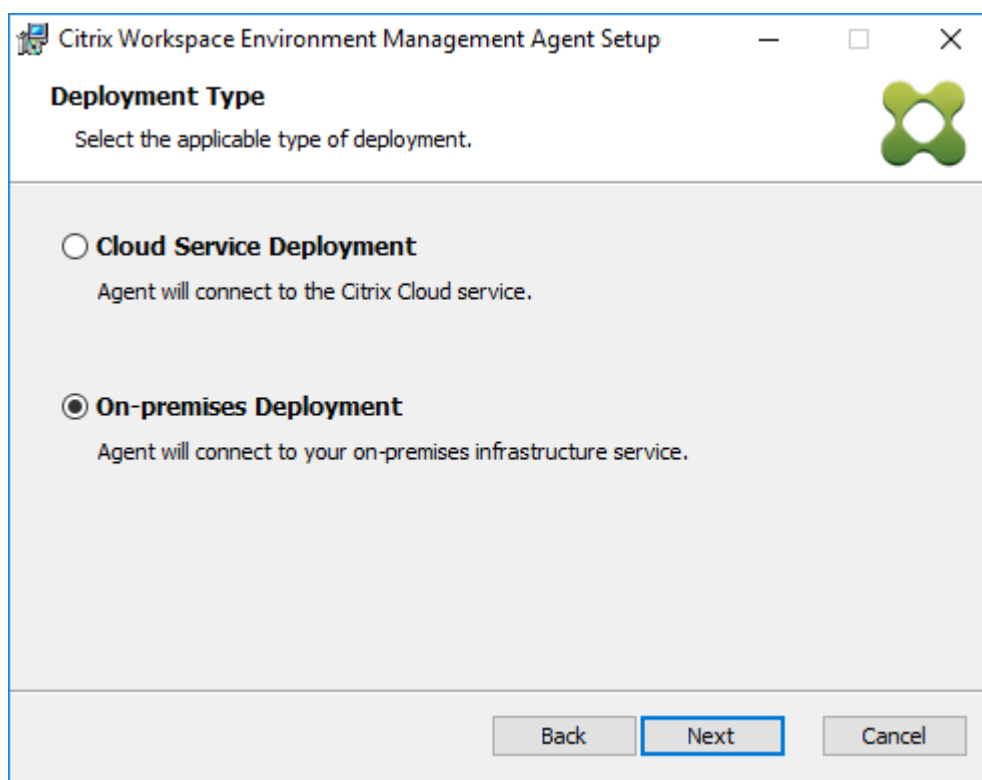 Citrix Workspace Environment Management Agent Setup
Deployment Type
Select the applicable type of deployment.
Cloud Service Deployment
Agent will connect to the Citrix Cloud service.
On-premises Deployment
Agent will connect to your on-premises infrastructure service.
Back Next Cancel